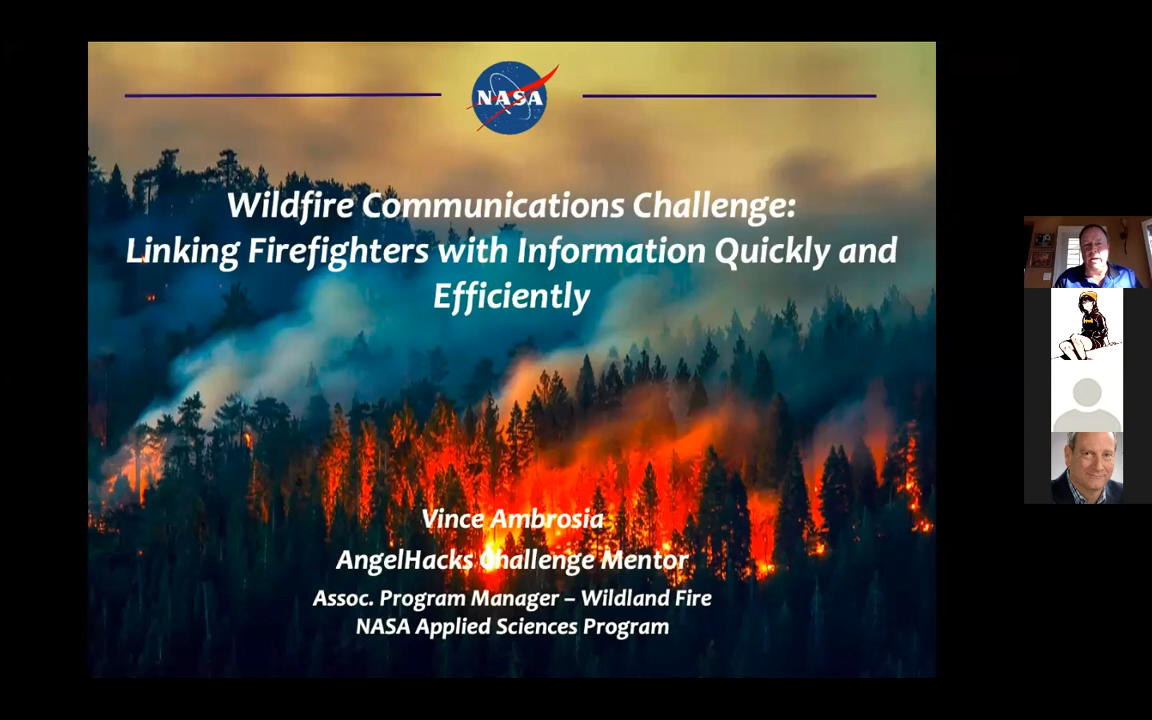 NASA
Wildfire Communications Challenge:
Linking Firefighters with Information Quickly and
Efficiently
Vince Ambrosia
AngelHacks Challenge Mentor
Assoc. Program Manager – Wildland Fire
NASA Applied Sciences Program